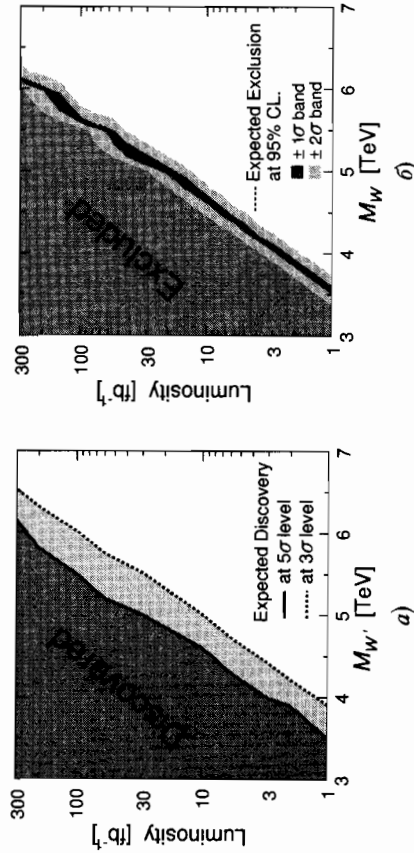 300
100
30
10
3
1
Luminosity [fb⁻¹]
Discovered
Expected Discovery
at 5σ level
at 3σ level
3 4 5 6 7
M_W' [TeV]
а)
300
100
30
10
3
1
Luminosity [fb⁻¹]
Excluded
Expected Exclusion
at 95% CL.
± 1σ band
± 2σ band
3 4 5 6 7
M_W [TeV]
б)